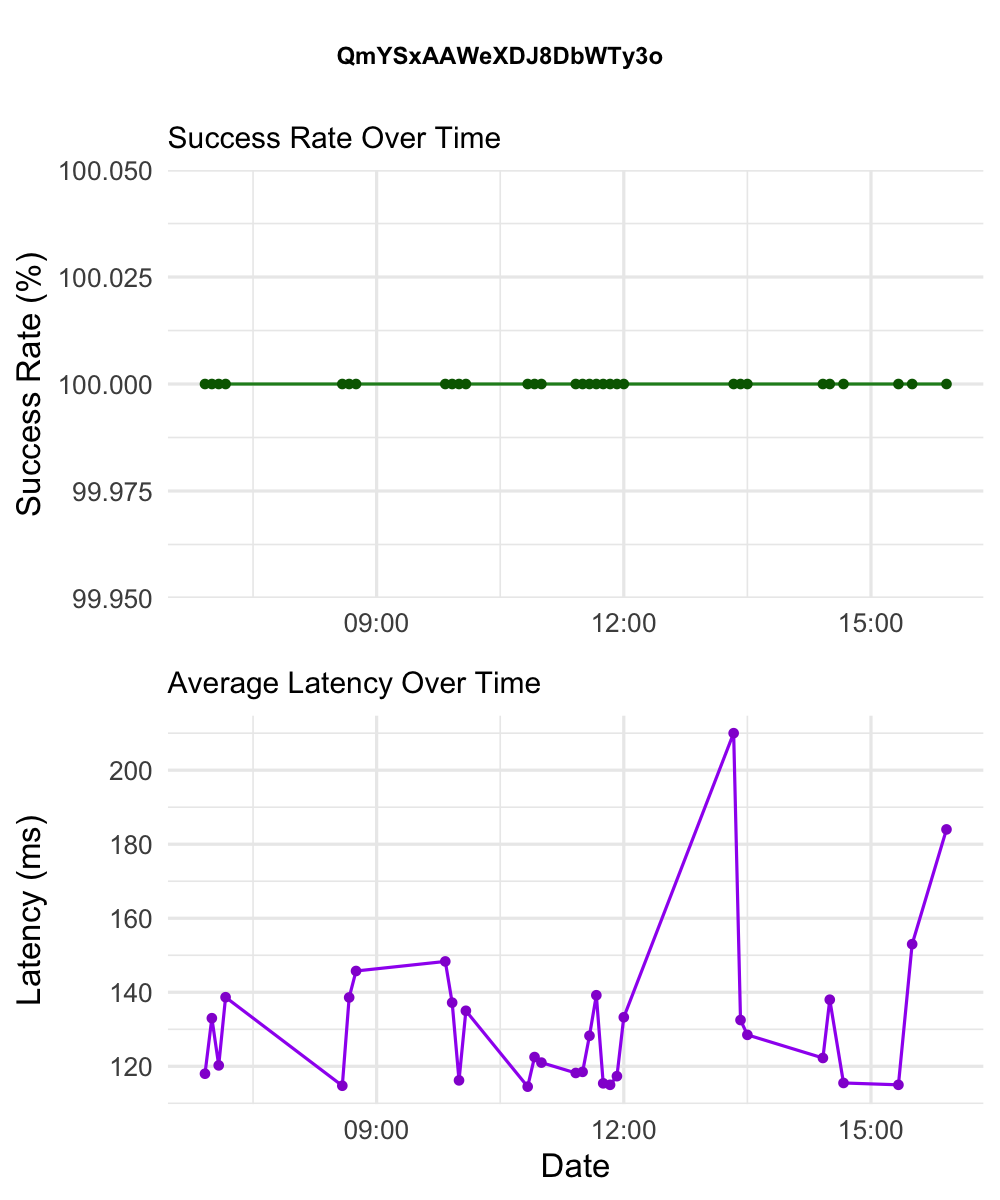 QmYSxAAWeXDJ8DbWTy3o
Success Rate Over Time
Success Rate (%)
100.050
100.025
100.000
99.975
99.950
09:00 12:00 15:00
Average Latency Over Time
Latency (ms)
200
180
160
140
120
09:00 12:00 15:00
Date